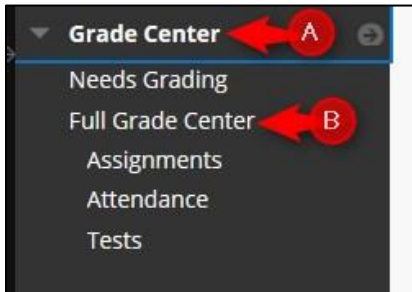 Grade Center A
Needs Grading
Full Grade Center B
Assignments
Attendance
Tests